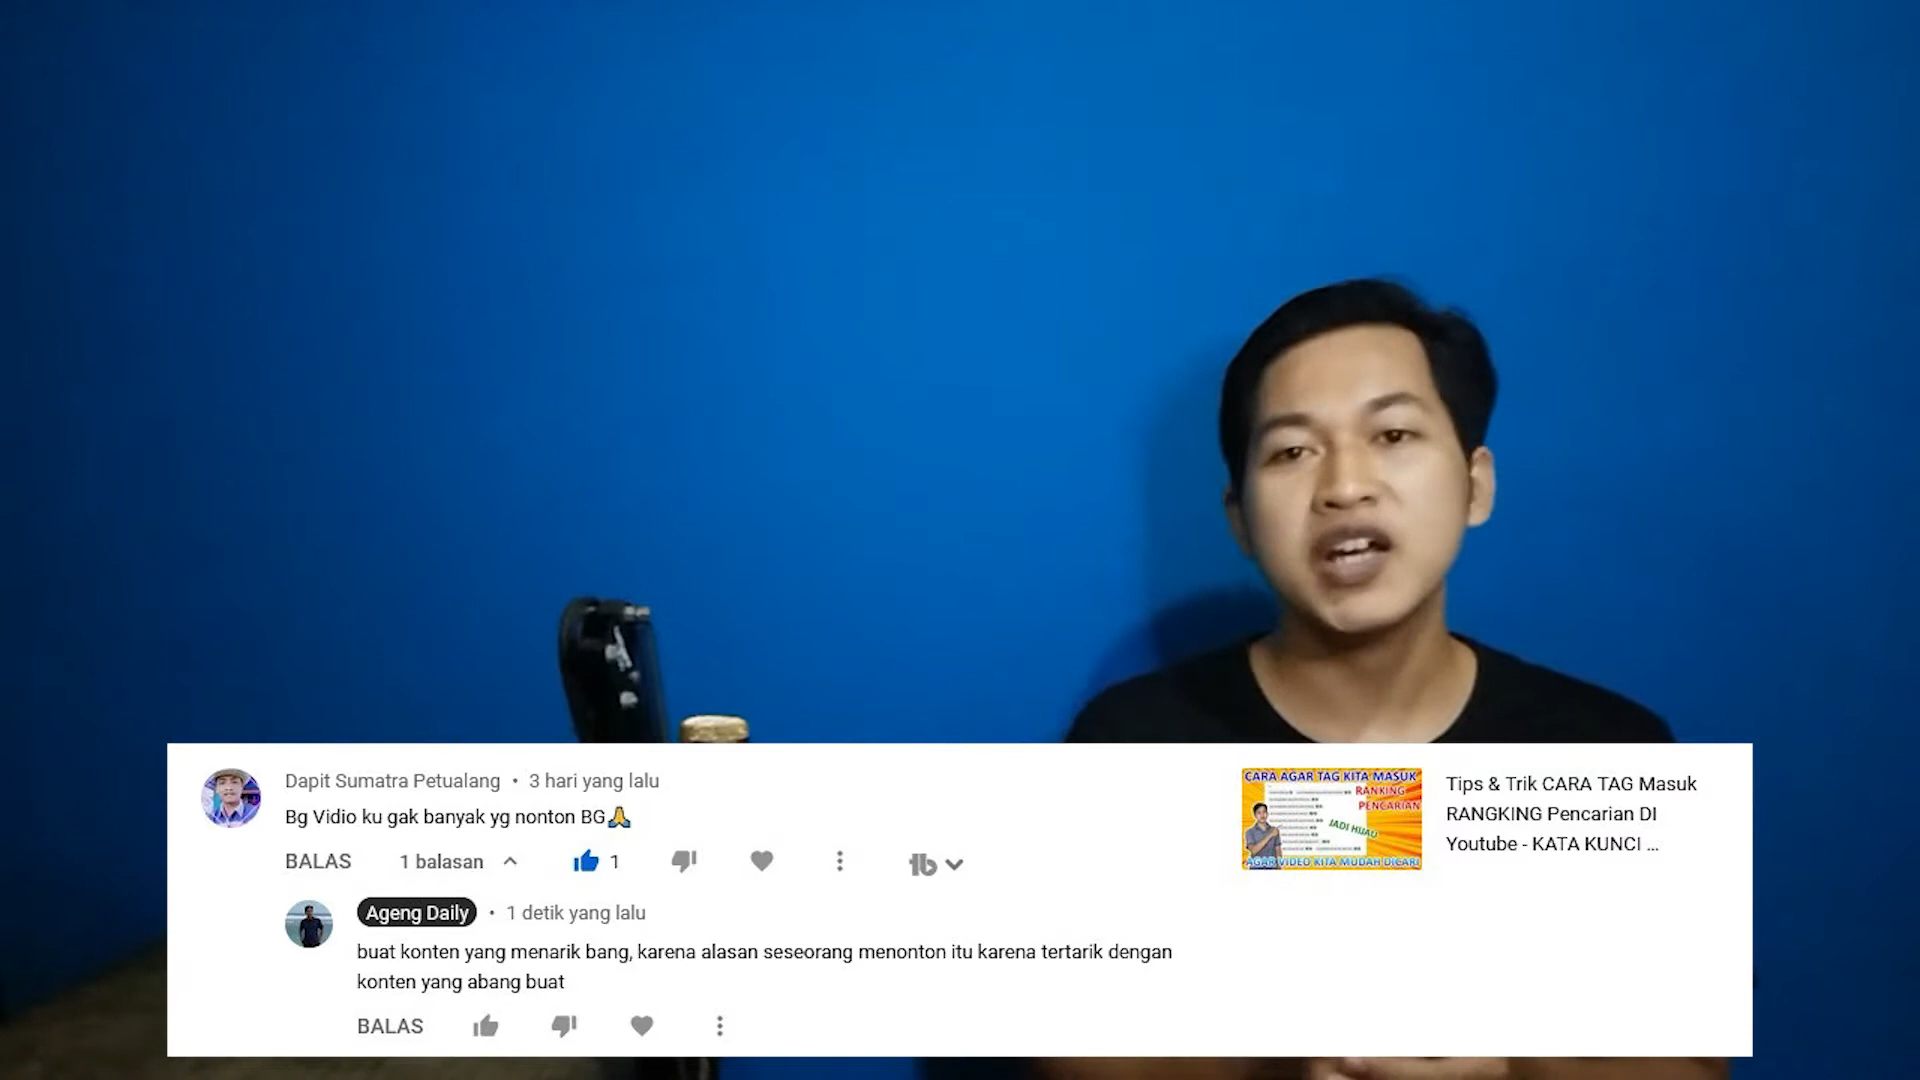 Dapit Sumatra Petualang • 3 hari yang lalu
Bg Vidio ku gak banyak yg nonton BG🙏
BALAS 1 balasan 1
Ageng Daily • 1 detik yang lalu
buat konten yang menarik bang, karena alasan seseorang menonton itu karena tertarik dengan
konten yang abang buat
BALAS
CARA AGAR TAG KITA MASUK
RANKING
PENCARIAN
JADI HIJAU
AGAR VIDEO KITA MUDAH DICARI
Tips & Trik CARA TAG Masuk
RANGKING Pencarian DI
Youtube - KATA KUNCI ...